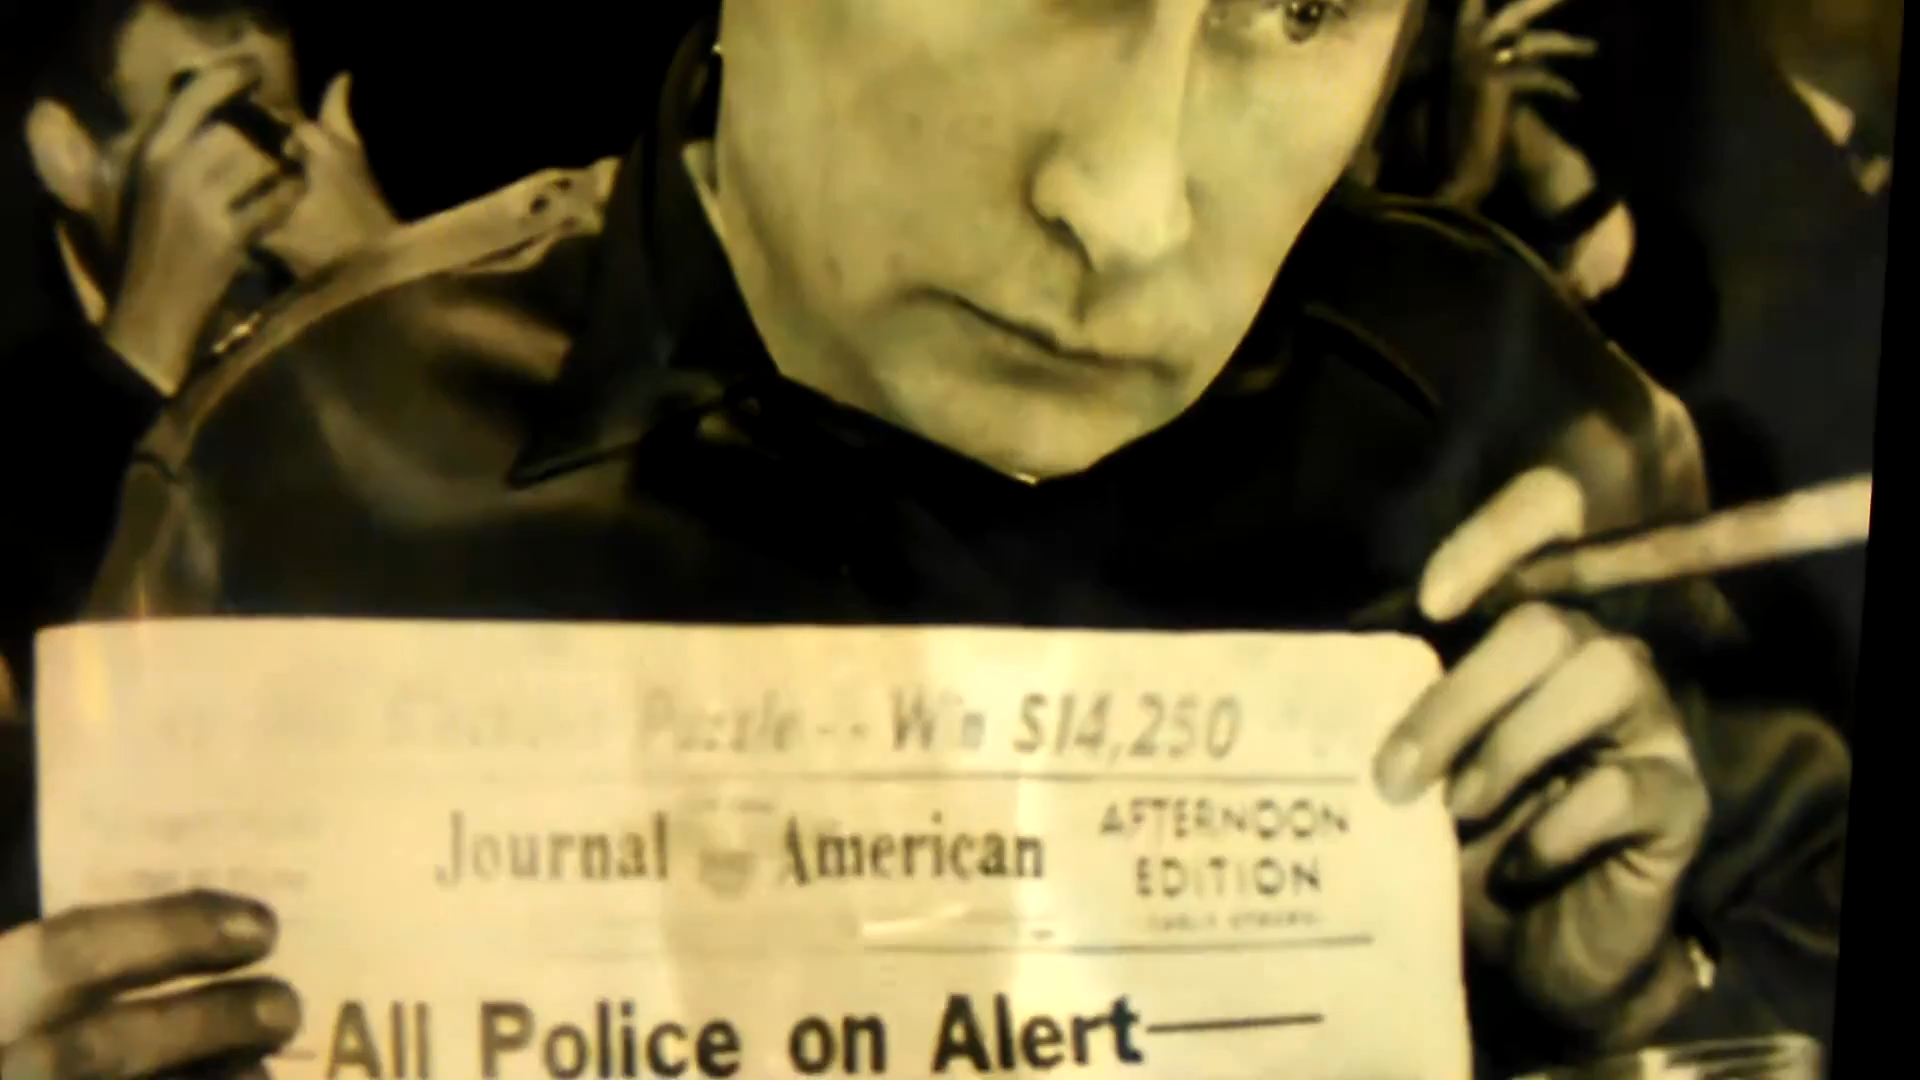 Puzzle -- Win $14,250
Journal American
AFTERNOON
EDITION
All Police on Alert